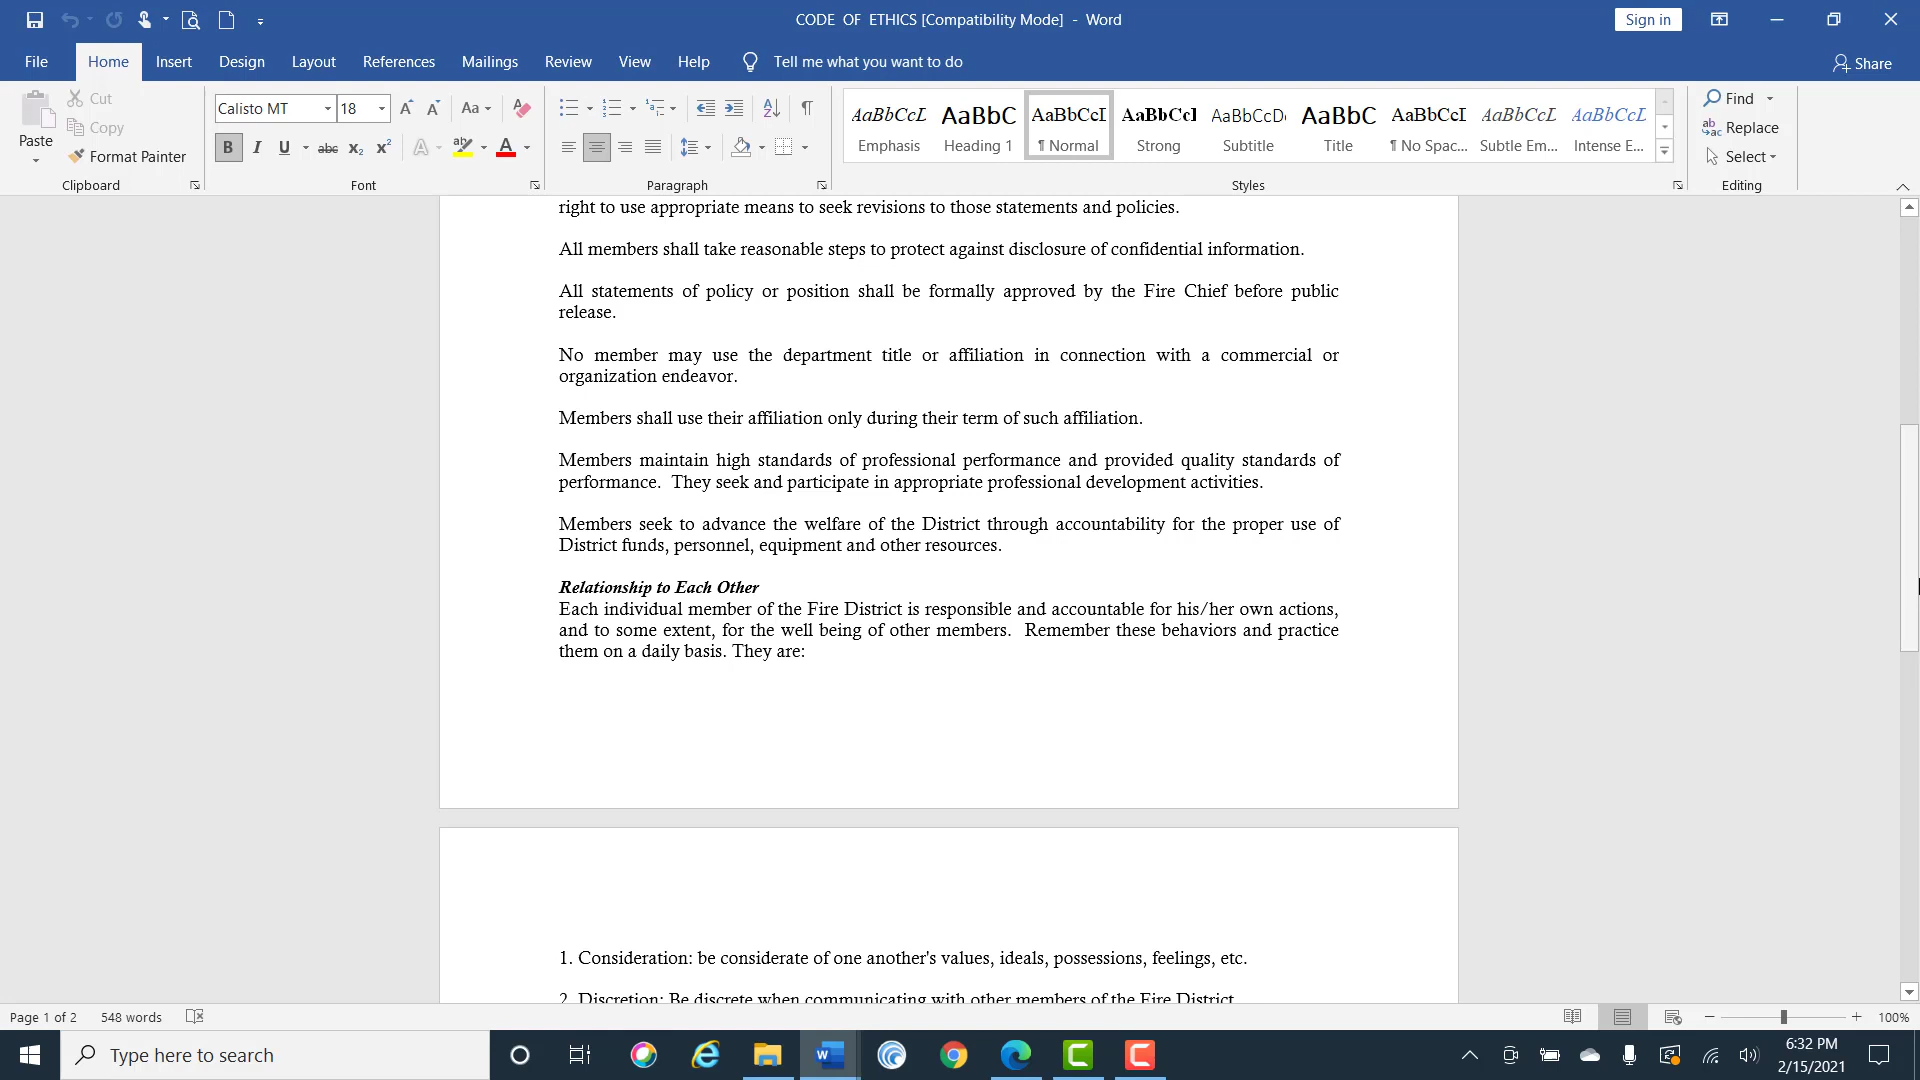 CODE OF ETHICS [Compatibility Mode] - Word
Sign in
File Home Insert Design Layout References Mailings Review View Help Tell me what you want to do Share
Paste
Cut
Copy
Format Painter
Clipboard
Calisto MT 18
Font
Paragraph
AaBbCcL AaBbC AaBbCcI AaBbCcI AaBbCcD AaBbC AaBbCcI AaBbCcL AaBbCcL
Emphasis Heading 1 ¶ Normal Strong Subtitle Title ¶ No Spac... Subtle Em... Intense E...
Styles
Find
Replace
Select
Editing
right to use appropriate means to seek revisions to those statements and policies.
All members shall take reasonable steps to protect against disclosure of confidential information.
All statements of policy or position shall be formally approved by the Fire Chief before public
release.
No member may use the department title or affiliation in connection with a commercial or
organization endeavor.
Members shall use their affiliation only during their term of such affiliation.
Members maintain high standards of professional performance and provided quality standards of
performance. They seek and participate in appropriate professional development activities.
Members seek to advance the welfare of the District through accountability for the proper use of
District funds, personnel, equipment and other resources.
Relationship to Each Other
Each individual member of the Fire District is responsible and accountable for his/her own actions,
and to some extent, for the well being of other members. Remember these behaviors and practice
them on a daily basis. They are:
1. Consideration: be considerate of one another's values, ideals, possessions, feelings, etc.
2. Discretion: Be discrete when communicating with other members of the Fire District
Page 1 of 2 548 words 100%
Type here to search
6:32 PM
2/15/2021